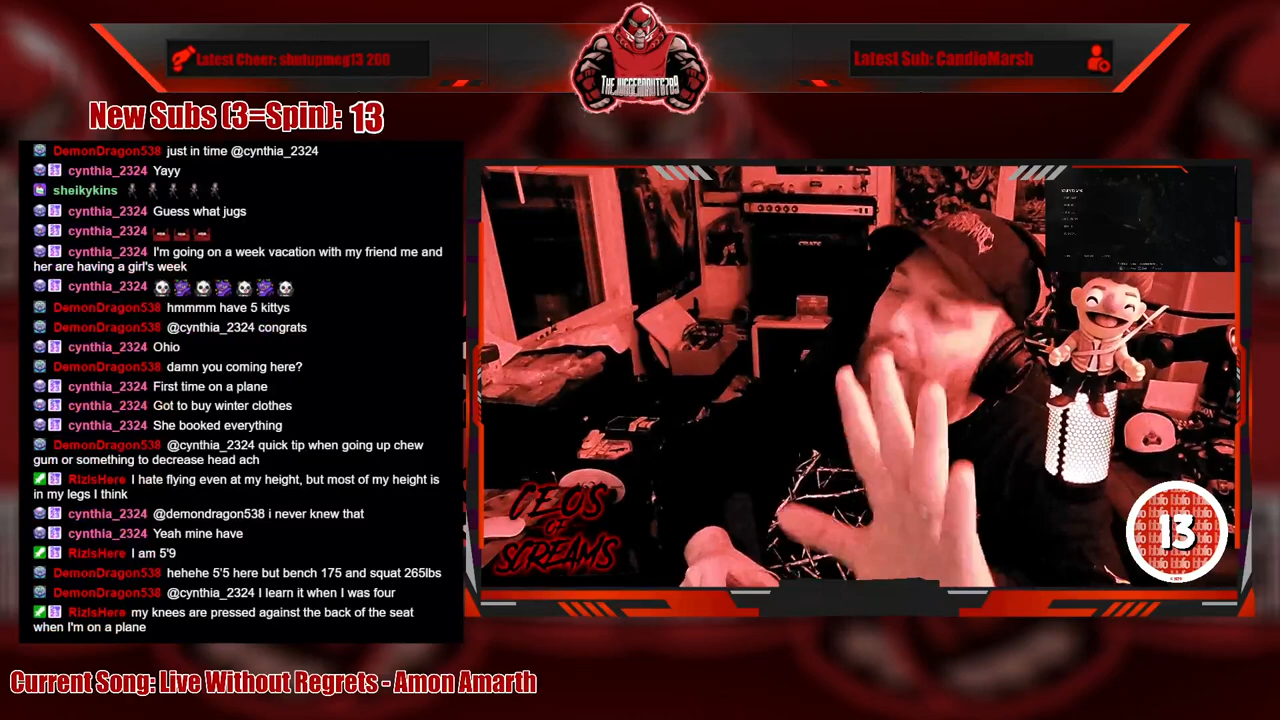 Latest Cheer: shutupmeg13 200
THEJUGGERNAUT6789
Latest Sub: CandieMarsh
New Subs (3=Spin): 13
DemonDragon538 just in time @cynthia_2324
cynthia_2324 Yayy
sheikykins
cynthia_2324 Guess what jugs
cynthia_2324
cynthia_2324 I'm going on a week vacation with my friend me and
her are having a girl's week
cynthia_2324
DemonDragon538 hmmmm have 5 kittys
DemonDragon538 @cynthia_2324 congrats
cynthia_2324 Ohio
DemonDragon538 damn you coming here?
cynthia_2324 First time on a plane
cynthia_2324 Got to buy winter clothes
cynthia_2324 She booked everything
DemonDragon538 @cynthia_2324 quick tip when going up chew
gum or something to decrease head ach
RizIsHere I hate flying even at my height, but most of my height is
in my legs I think
cynthia_2324 @demondragon538 i never knew that
cynthia_2324 Yeah mine have
RizIsHere I am 5'9
DemonDragon538 hehehe 5'5 here but bench 175 and squat 265lbs
DemonDragon538 @cynthia_2324 I learn it when I was four
RizIsHere my knees are pressed against the back of the seat
when I'm on a plane
CRATE
CEOS
OF
SCREAMS
13
Current Song: Live Without Regrets - Amon Amarth